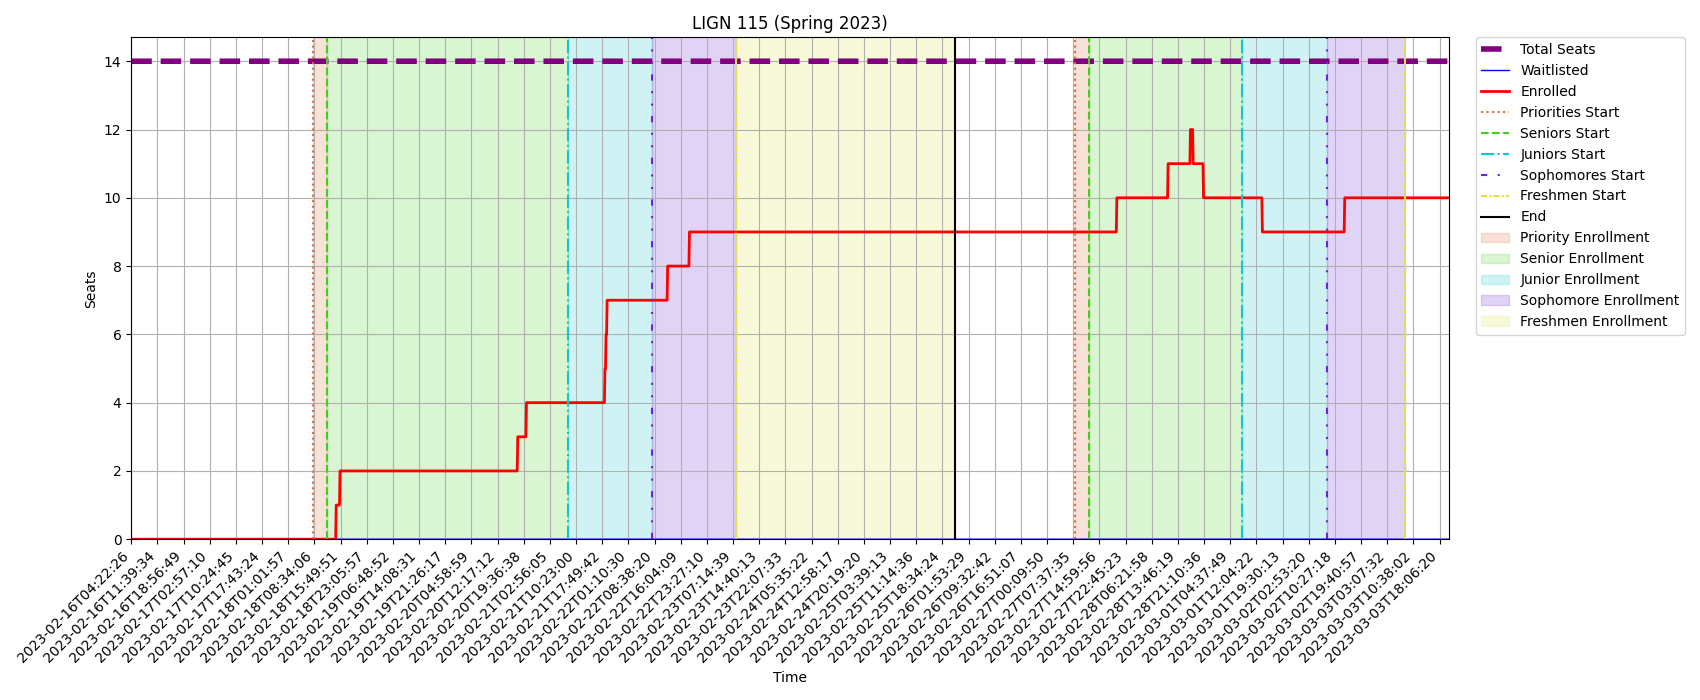 LIGN 115 (Spring 2023)
Seats
14
12
10
8
6
4
2
0
2023-02-16T04:22:26
2023-02-16T11:39:34
2023-02-16T18:56:49
2023-02-17T02:57:10
2023-02-17T10:24:45
2023-02-17T17:43:24
2023-02-18T01:01:57
2023-02-18T08:34:06
2023-02-18T15:49:51
2023-02-18T23:05:57
2023-02-19T06:48:52
2023-02-19T14:08:31
2023-02-19T21:26:17
2023-02-20T04:58:59
2023-02-20T12:17:12
2023-02-20T19:36:38
2023-02-21T02:56:05
2023-02-21T10:23:00
2023-02-21T17:49:42
2023-02-22T01:10:30
2023-02-22T08:38:20
2023-02-22T16:04:09
2023-02-22T23:27:10
2023-02-23T07:14:39
2023-02-23T14:40:13
2023-02-23T22:07:33
2023-02-24T05:35:22
2023-02-24T12:58:17
2023-02-24T20:19:20
2023-02-25T03:39:13
2023-02-25T11:14:36
2023-02-25T18:34:24
2023-02-26T01:53:29
2023-02-26T09:32:42
2023-02-26T16:51:07
2023-02-27T00:09:50
2023-02-27T07:37:35
2023-02-27T14:59:56
2023-02-27T22:45:23
2023-02-28T06:21:58
2023-02-28T13:46:19
2023-02-28T21:10:36
2023-03-01T04:37:49
2023-03-01T12:04:22
2023-03-01T19:30:13
2023-03-02T02:53:20
2023-03-02T10:27:18
2023-03-02T19:40:57
2023-03-03T03:07:32
2023-03-03T10:38:02
2023-03-03T18:06:20
Time
Total Seats
Waitlisted
Enrolled
Priorities Start
Seniors Start
Juniors Start
Sophomores Start
Freshmen Start
End
Priority Enrollment
Senior Enrollment
Junior Enrollment
Sophomore Enrollment
Freshmen Enrollment